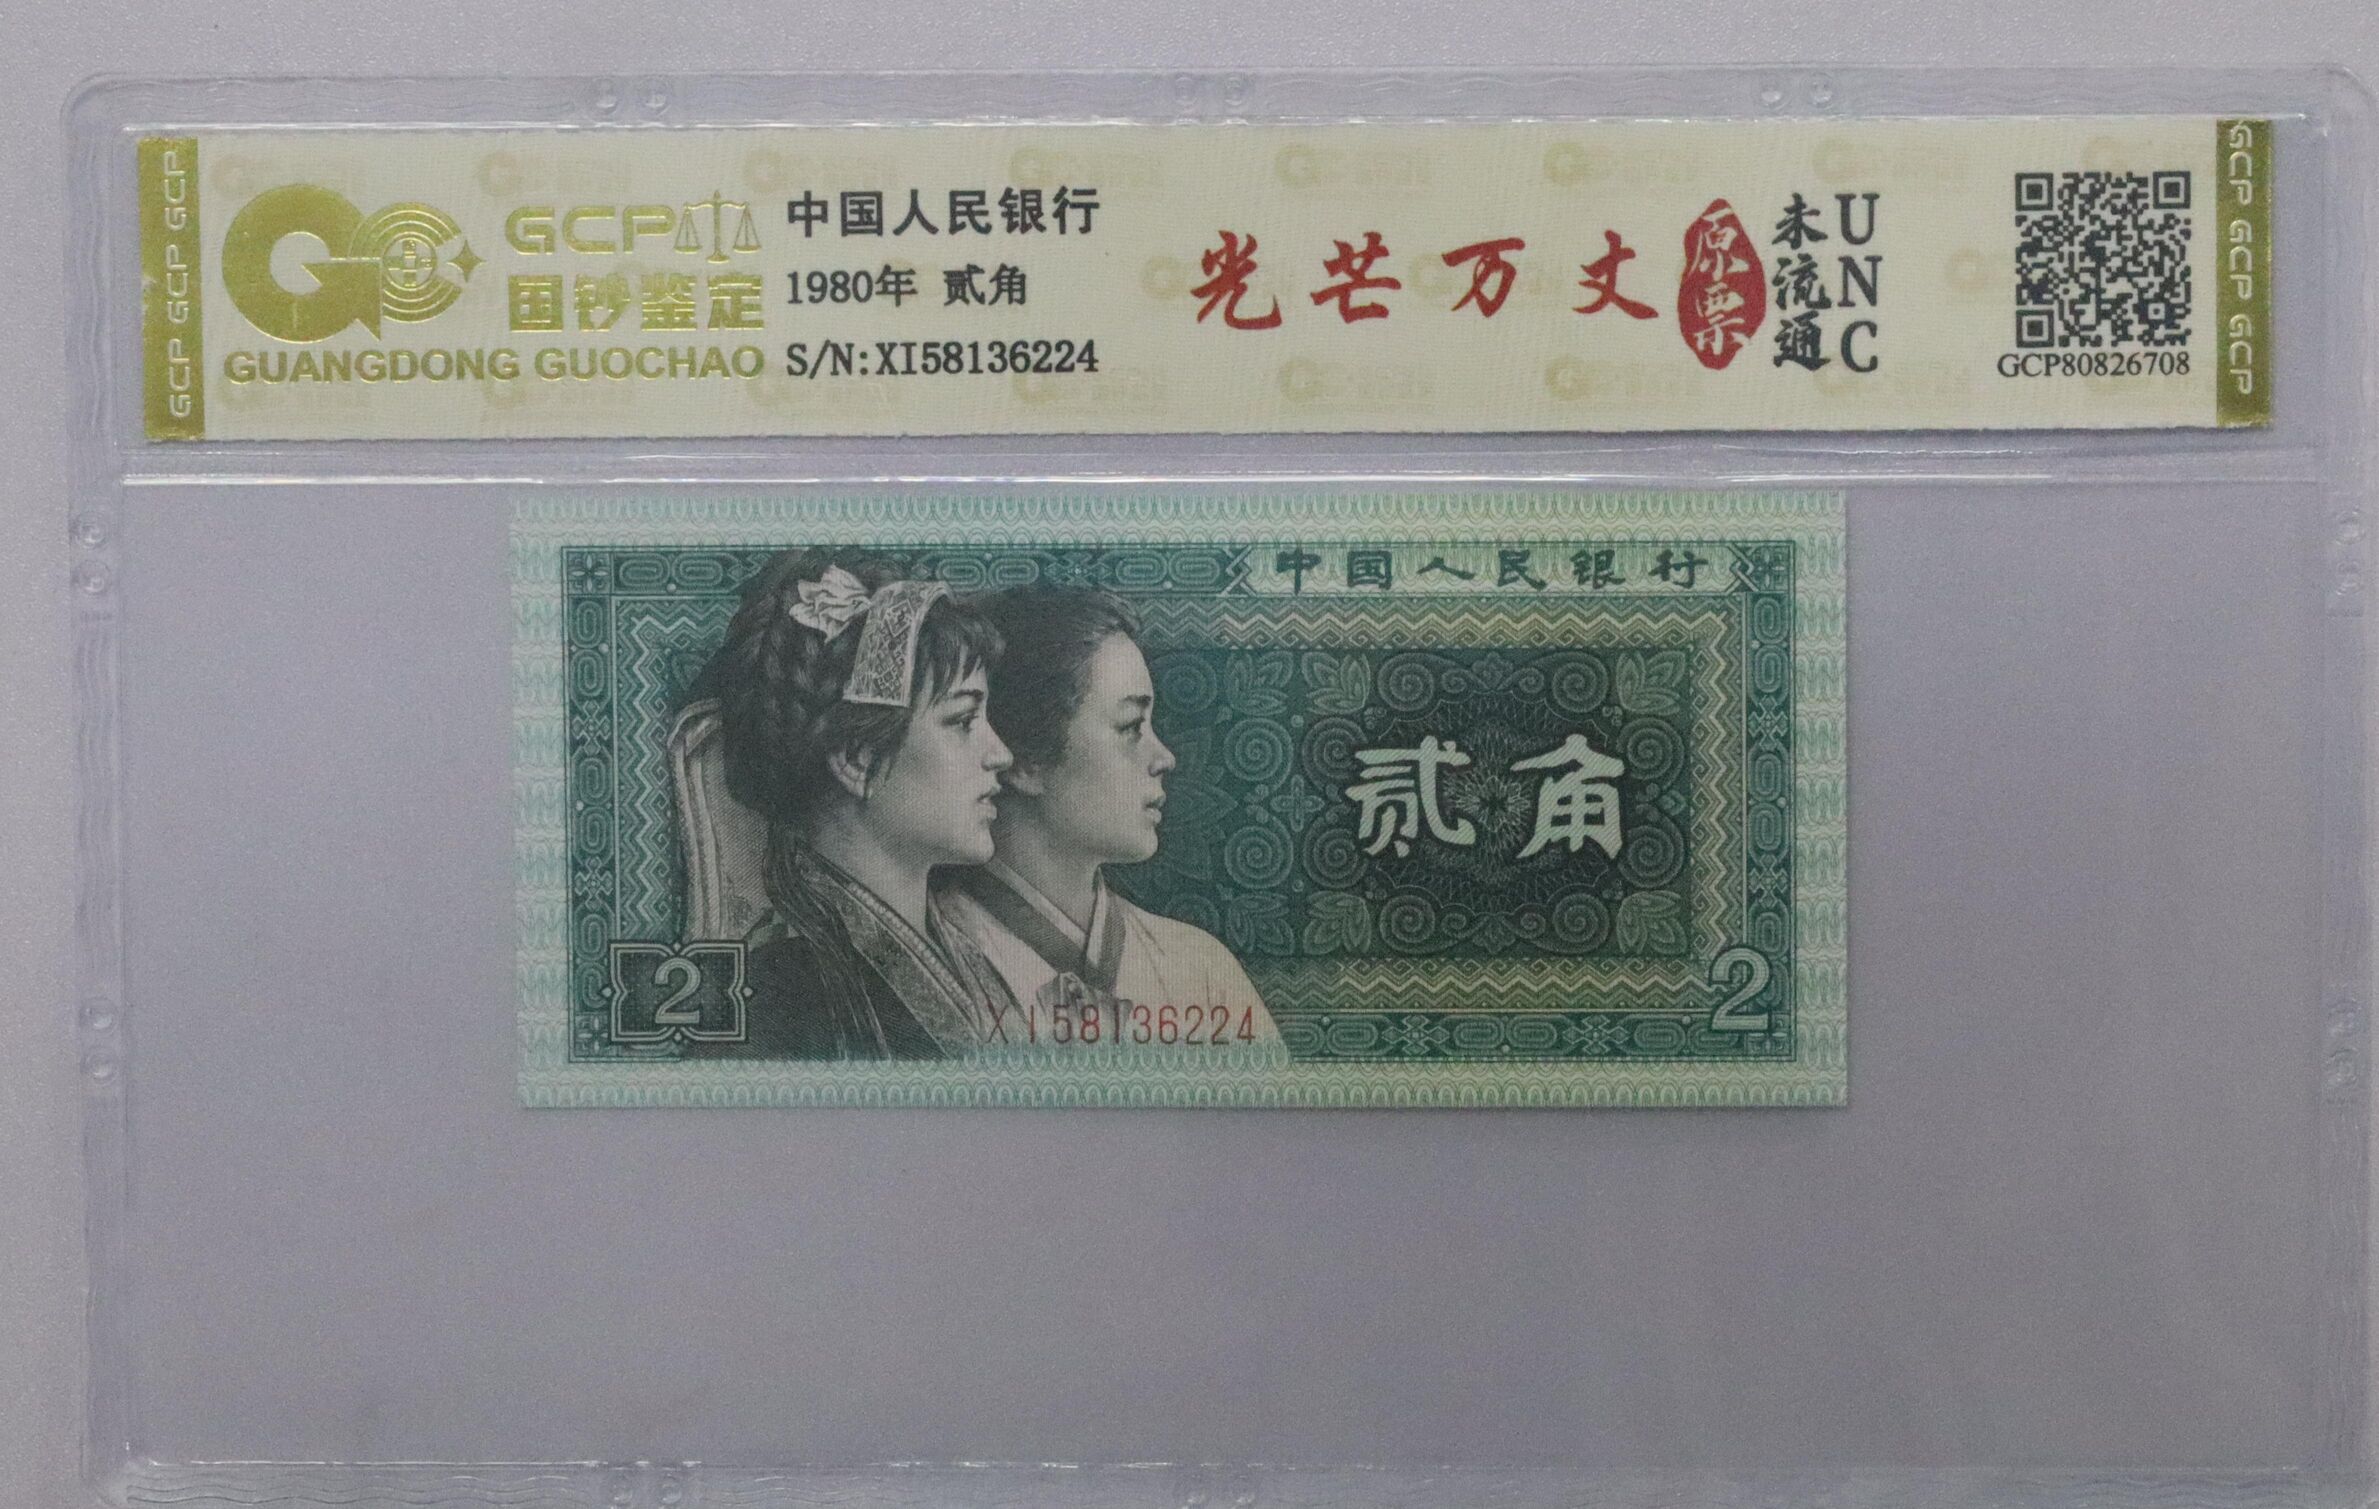 GCP GCP GCP
GCP
国钞鉴定
GUANGDONG GUOCHAO
中国人民银行
1980年 贰角
S/N:XI58136224
光芒万丈
原票
未流通
UNC
GCP80826708
GCP GCP GCP
中国人民银行
贰角
2
XI58136224
2